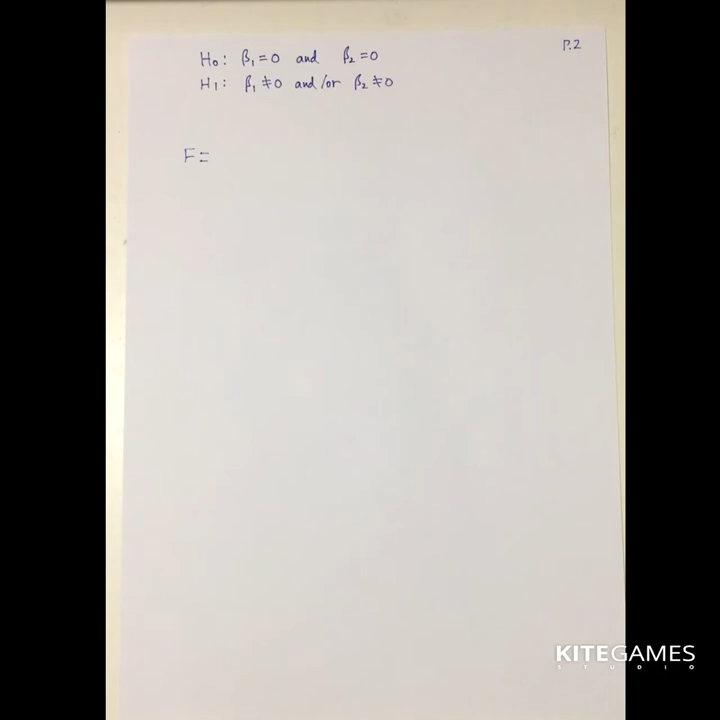 P.2
H₀: β₁=0 and β₂=0
H₁: β₁≠0 and/or β₂≠0
F=
KITEGAMES
STUDIO